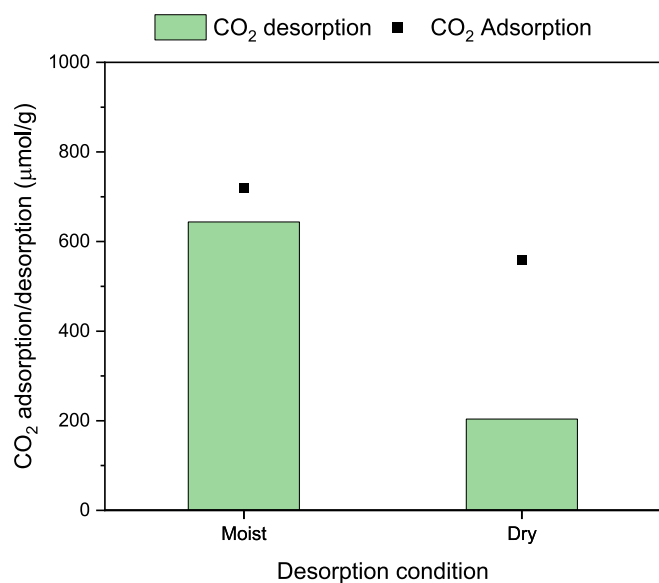 CO₂ desorption CO₂ Adsorption
CO₂ adsorption/desorption (μmol/g)
1000
800
600
400
200
0
Moist Dry
Desorption condition